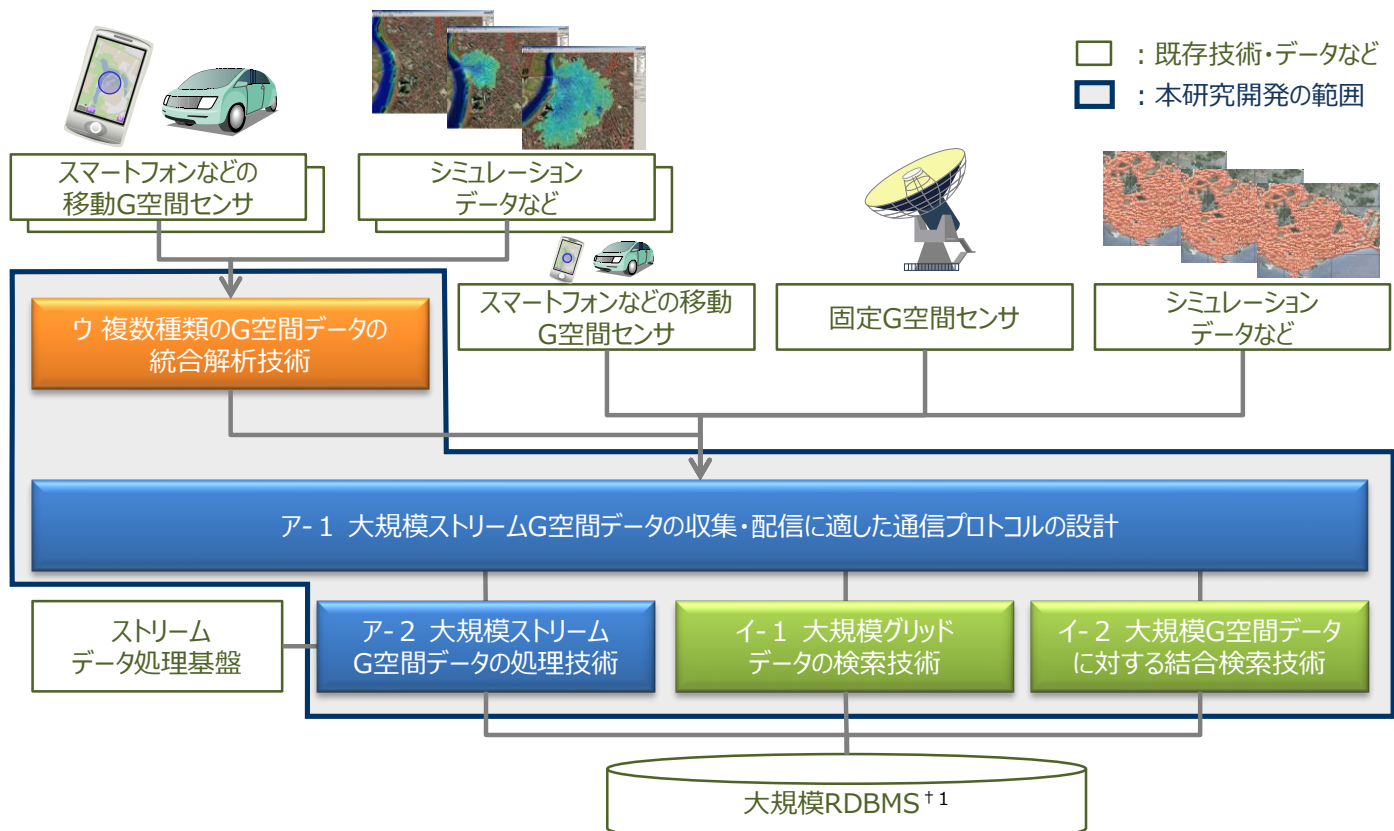 ：既存技術・データなど
：本研究開発の範囲
スマートフォンなどの
移動G空間センサ
シミュレーション
データなど
スマートフォンなどの移動
G空間センサ
固定G空間センサ
シミュレーション
データなど
ウ 複数種類のG空間データの
統合解析技術
ア-１ 大規模ストリームG空間データの収集・配信に適した通信プロトコルの設計
ストリーム
データ処理基盤
ア-２ 大規模ストリーム
G空間データの処理技術
イ-１ 大規模グリッド
データの検索技術
イ-２ 大規模G空間データ
に対する結合検索技術
大規模RDBMS†1